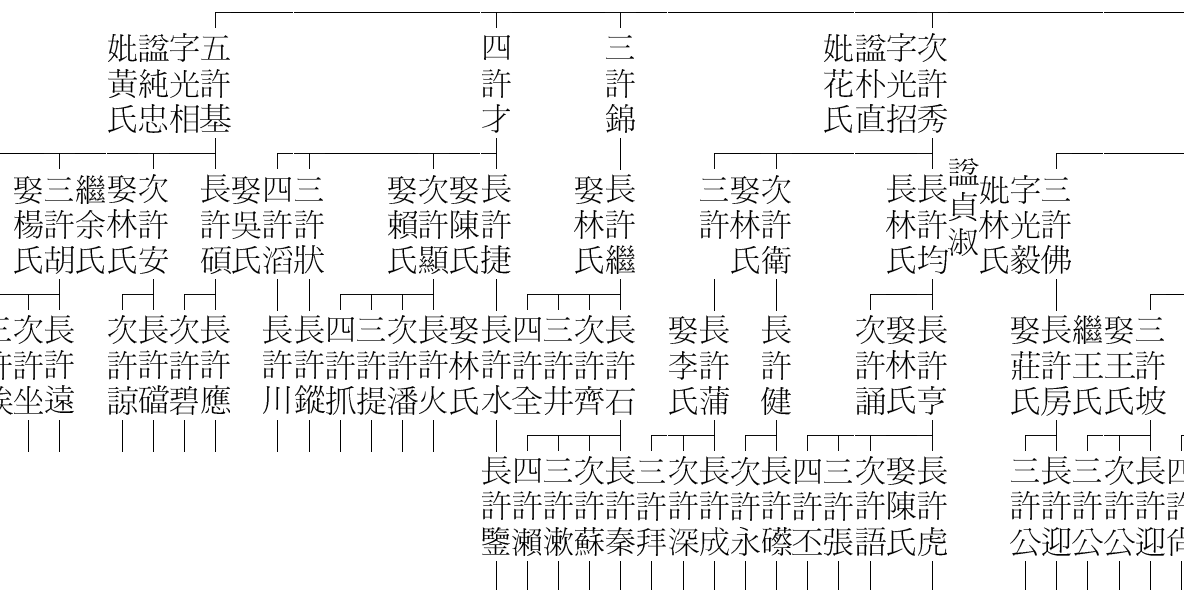 次許秀
字光招
諡朴直
妣花氏
三許錦
四許才
五許基
字光相
諡純忠
妣黃氏
三許佛
字光毅
妣林氏
諡貞淑
長許均
長林氏
次許衛
娶林氏
三許
長許繼
娶林氏
長許捷
娶陳氏
次許顯
娶賴氏
三許狀
四許滔
娶吳氏
長許碩
次許安
娶林氏
繼余氏
三許胡
娶楊氏
三許坡
娶王氏
繼王氏
長許房
娶莊氏
長許亨
娶林氏
次許誦
長許健
長許蒲
娶李氏
長許石
次許齊
三許井
四許全
長許水
娶林氏
長許火
次許潘
三許提
四許抓
長許鏦
長許川
長許應
次許碧
長許礑
次許諒
長許遠
次許坐
長許迎
次許公
三許公
長許迎
三許公
長許虎
娶陳氏
次許語
三許張
四許丕
長許礤
次許永
長許成
次許深
三許拜
長許秦
次許蘇
三許漱
四許瀨
長許鑒